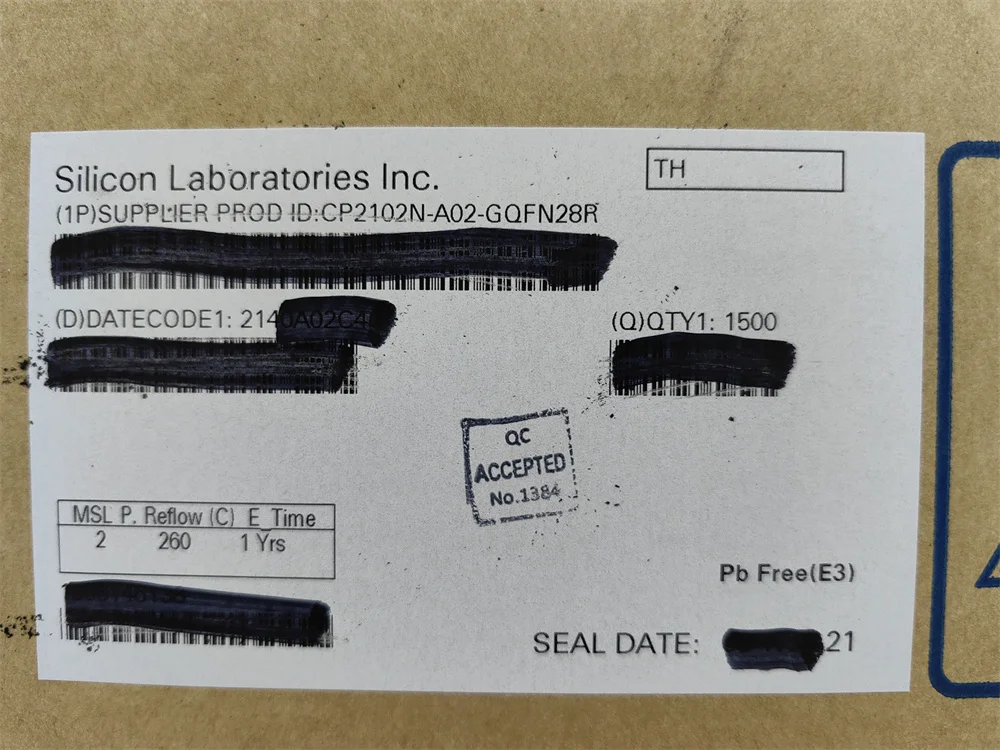 Silicon Laboratories Inc.
TH
(1P)SUPPLIER PROD ID:CP2102N-A02-GQFN28R
(D)DATECODE1: 2140A02C4
(Q)QTY1: 1500
QC
ACCEPTED
No.1384
MSL P. Reflow (C) E_Time
2 260 1 Yrs
Pb Free(E3)
SEAL DATE: 21